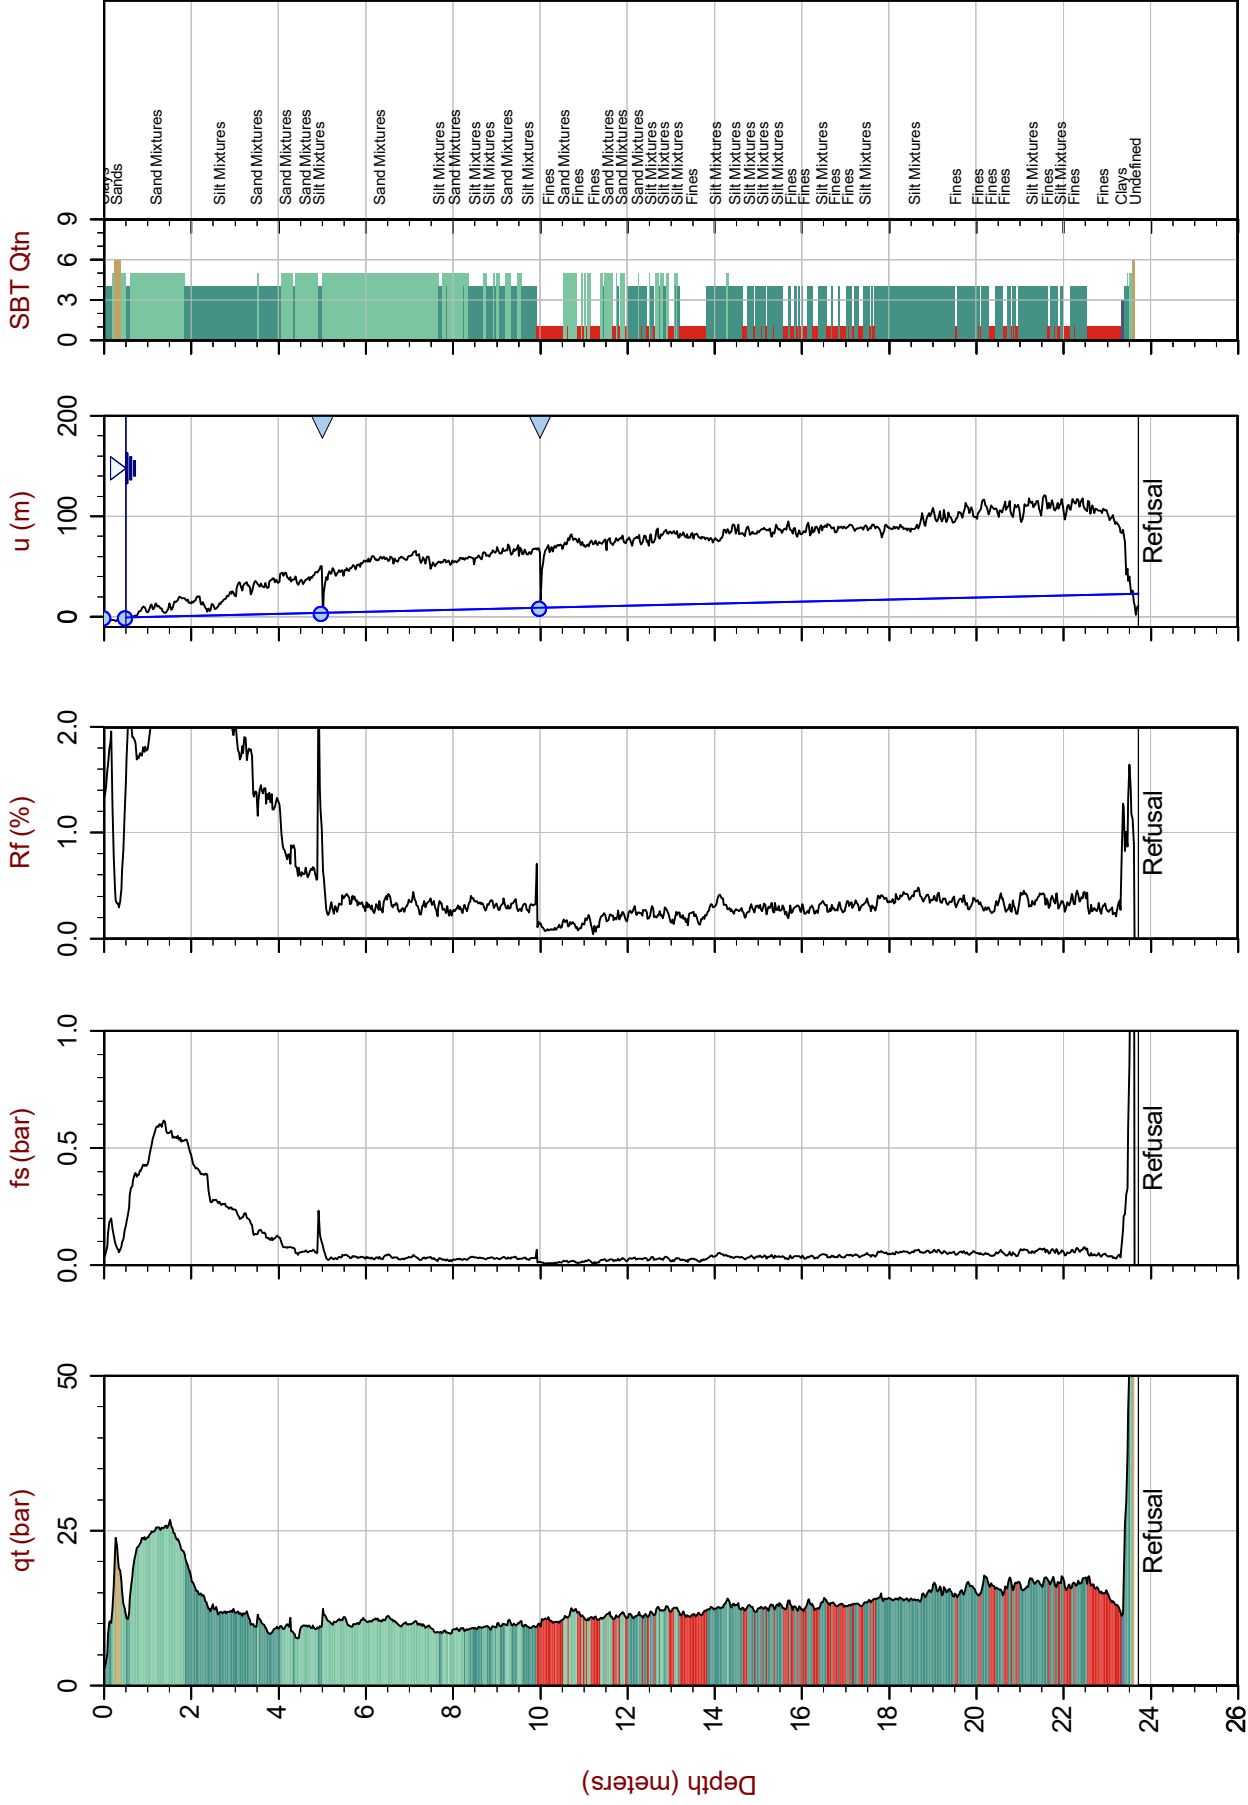 qt (bar) fs (bar) Rf (%) u (m) SBT Qtn
0 25 50 0.0 0.5 1.0 0.0 1.0 2.0 0 100 200 0 3 6 9
Depth (meters)
0
2
4
6
8
10
12
14
16
18
20
22
24
26
Sands
Sand Mixtures
Silt Mixtures
Sand Mixtures
Sand Mixtures
Sand Mixtures
Silt Mixtures
Sand Mixtures
Silt Mixtures
Sand Mixtures
Silt Mixtures
Silt Mixtures
Sand Mixtures
Silt Mixtures
Fines
Sand Mixtures
Fines
Fines
Sand Mixtures
Sand Mixtures
Sand Mixtures
Silt Mixtures
Silt Mixtures
Silt Mixtures
Fines
Silt Mixtures
Silt Mixtures
Silt Mixtures
Silt Mixtures
Silt Mixtures
Fines
Fines
Silt Mixtures
Fines
Fines
Silt Mixtures
Silt Mixtures
Fines
Fines
Fines
Fines
Silt Mixtures
Fines
Silt Mixtures
Fines
Fines
Clays
Undefined
Refusal
Refusal
Refusal
Refusal